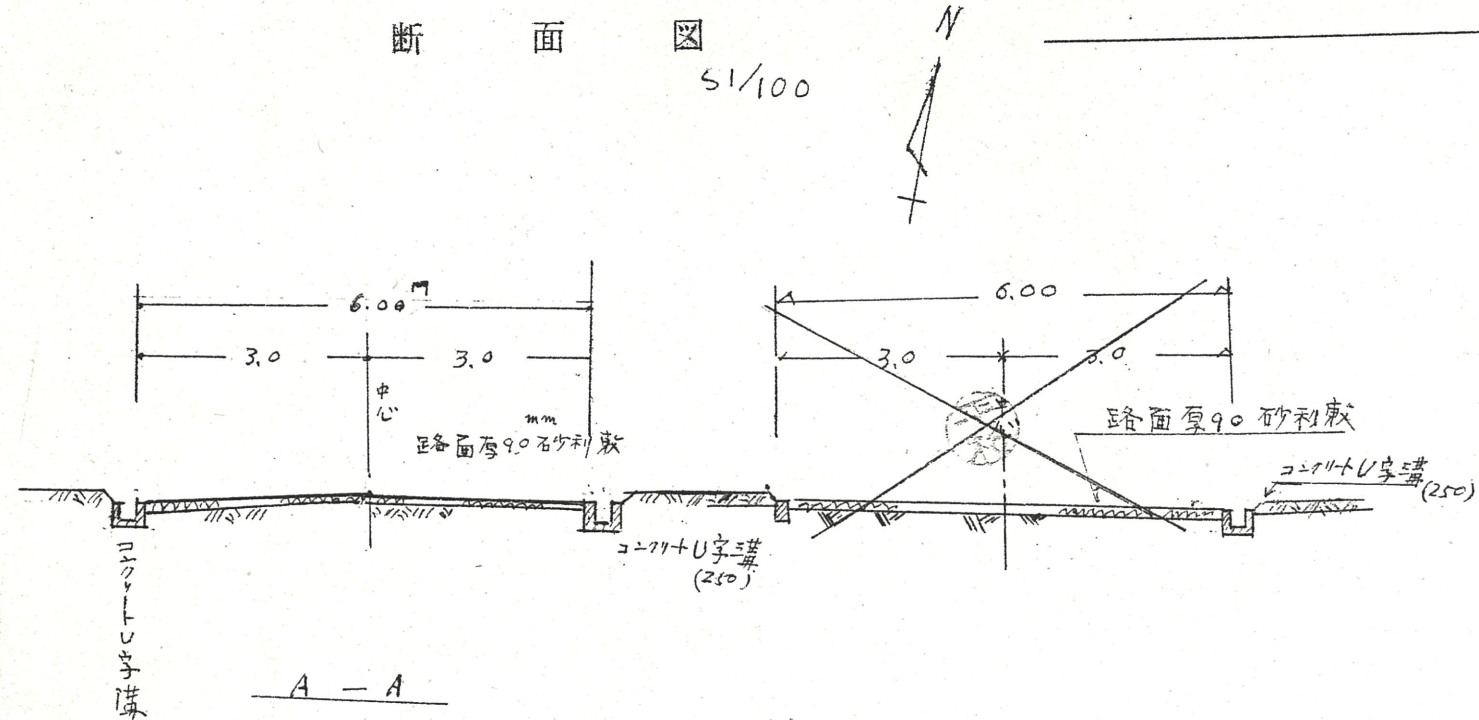 断面図
S1/100
N
6.00m
3.0
3.0
中心
mm
路面厚90砂利敷
コンクリートU字溝
コンクリートU字溝
(250)
A - A
6.00
3.0
3.0
路面厚90砂利敷
コンクリートU字溝
(250)